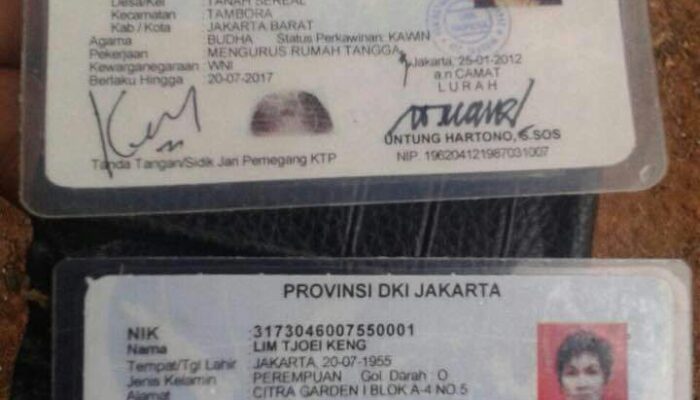 Desa/Kel : TANAH SEREAL
Kecamatan : TAMBORA
Kab / Kota : JAKARTA BARAT
Agama : BUDHA Status Perkawinan: KAWIN
Pekerjaan : MENGURUS RUMAH TANGGA
Kewarganegaraan : WNI
Berlaku Hingga : 20-07-2017
Jakarta, 25-01-2012
a.n CAMAT
LURAH
UNTUNG HARTONO, S.SOS
NIP. 196204121987031007
Tanda Tangan/Sidik Jari Pemegang KTP
PROVINSI DKI JAKARTA
NIK : 3173046007550001
Nama : LIM TJOEI KENG
Tempat/Tgl Lahir : JAKARTA, 20-07-1955
Jenis Kelamin : PEREMPUAN Gol. Darah : O
Alamat : CITRA GARDEN I BLOK A-4 NO.5